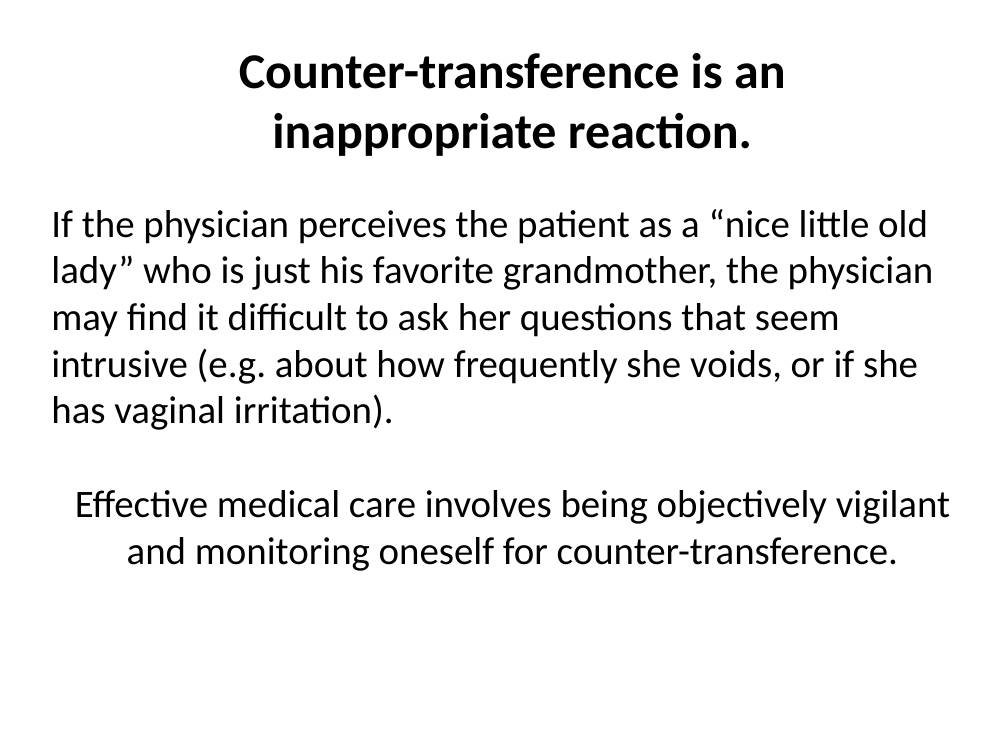 Counter-transference is an
inappropriate reaction.
If the physician perceives the patient as a “nice little old
lady” who is just his favorite grandmother, the physician
may find it difficult to ask her questions that seem
intrusive (e.g. about how frequently she voids, or if she
has vaginal irritation).
Effective medical care involves being objectively vigilant
and monitoring oneself for counter-transference.